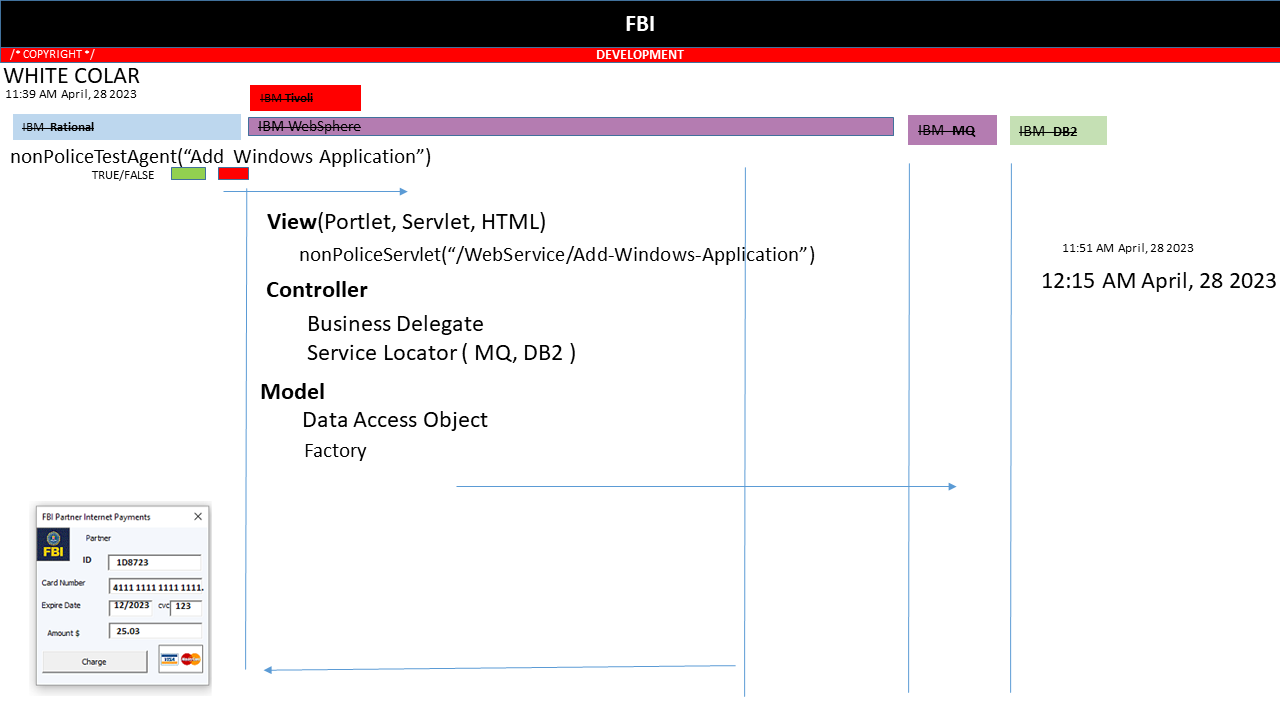 FBI
/* COPYRIGHT */ DEVELOPMENT
WHITE COLAR
11:39 AM April, 28 2023
IBM Tivoli
IBM Rational
IBM WebSphere
IBM MQ
IBM DB2
nonPoliceTestAgent(“Add Windows Application”)
TRUE/FALSE
View(Portlet, Servlet, HTML)
nonPoliceServlet(“/WebService/Add-Windows-Application”)
11:51 AM April, 28 2023
12:15 AM April, 28 2023
Controller
Business Delegate
Service Locator ( MQ, DB2 )
Model
Data Access Object
Factory
FBI Partner Internet Payments
FBI
Partner
ID 1D8723
Card Number 4111 1111 1111 1111.
Expire Date 12/2023 cvc 123
Amount $ 25.03
Charge
VISA MasterCard